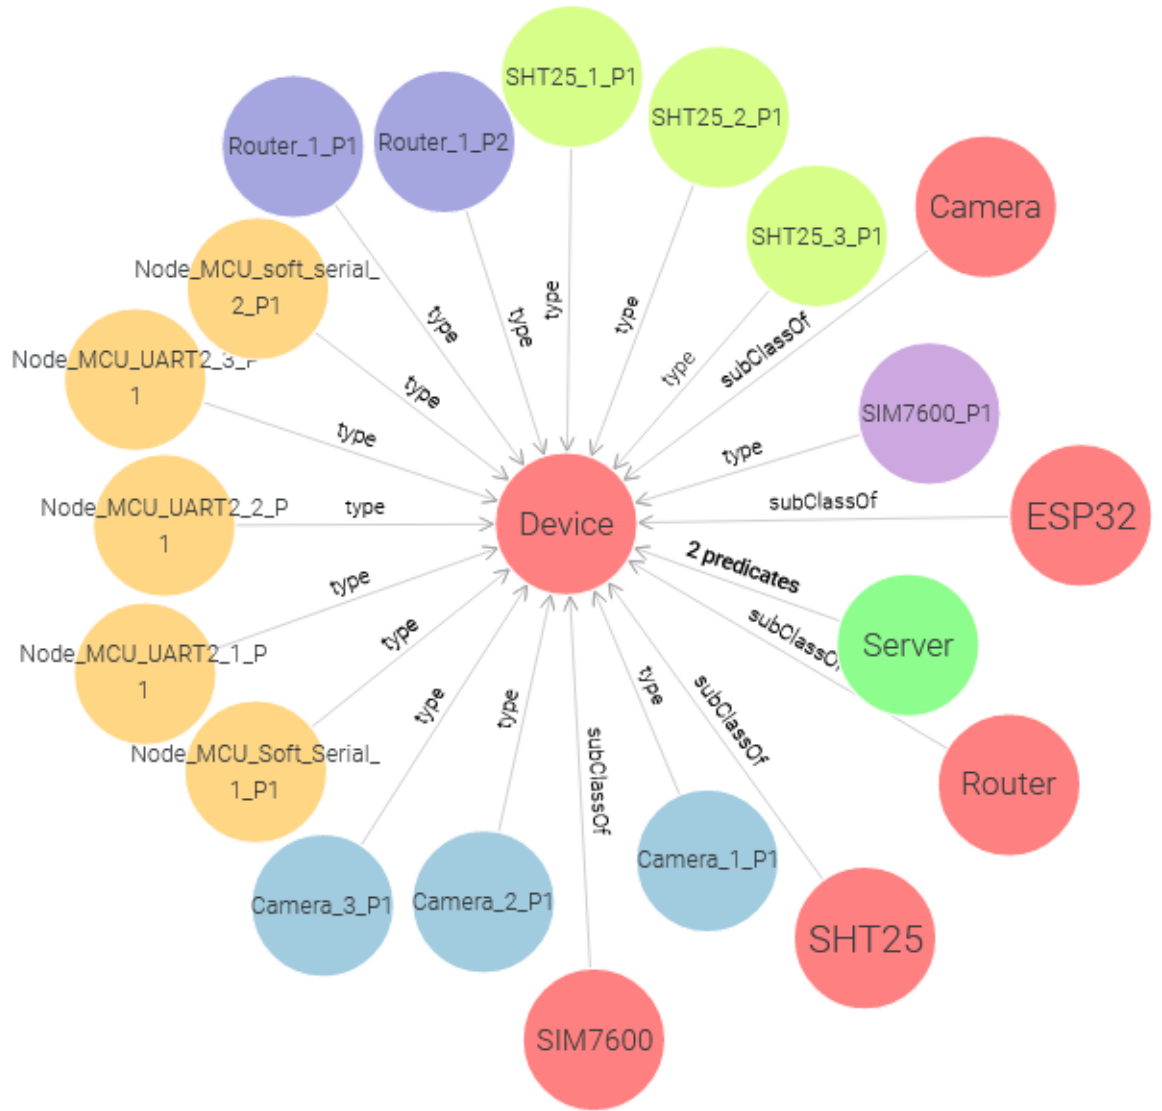 SHT25_1_P1
SHT25_2_P1
Router_1_P1
Router_1_P2
Camera
SHT25_3_P1
Node_MCU_soft_serial_
2_P1
type
type
type
type
type
subClassOf
Node_MCU_UART2_3_P
1
type
SIM7600_P1
type
type
subClassOf
ESP32
Node_MCU_UART2_2_P
1
type
Device
2 predicates
type
subClassOf
Server
Node_MCU_UART2_1_P
1
type
type
type
type
subClassOf
subClassOf
Node_MCU_Soft_Serial_
1_P1
Router
Camera_1_P1
Camera_3_P1
Camera_2_P1
SHT25
SIM7600